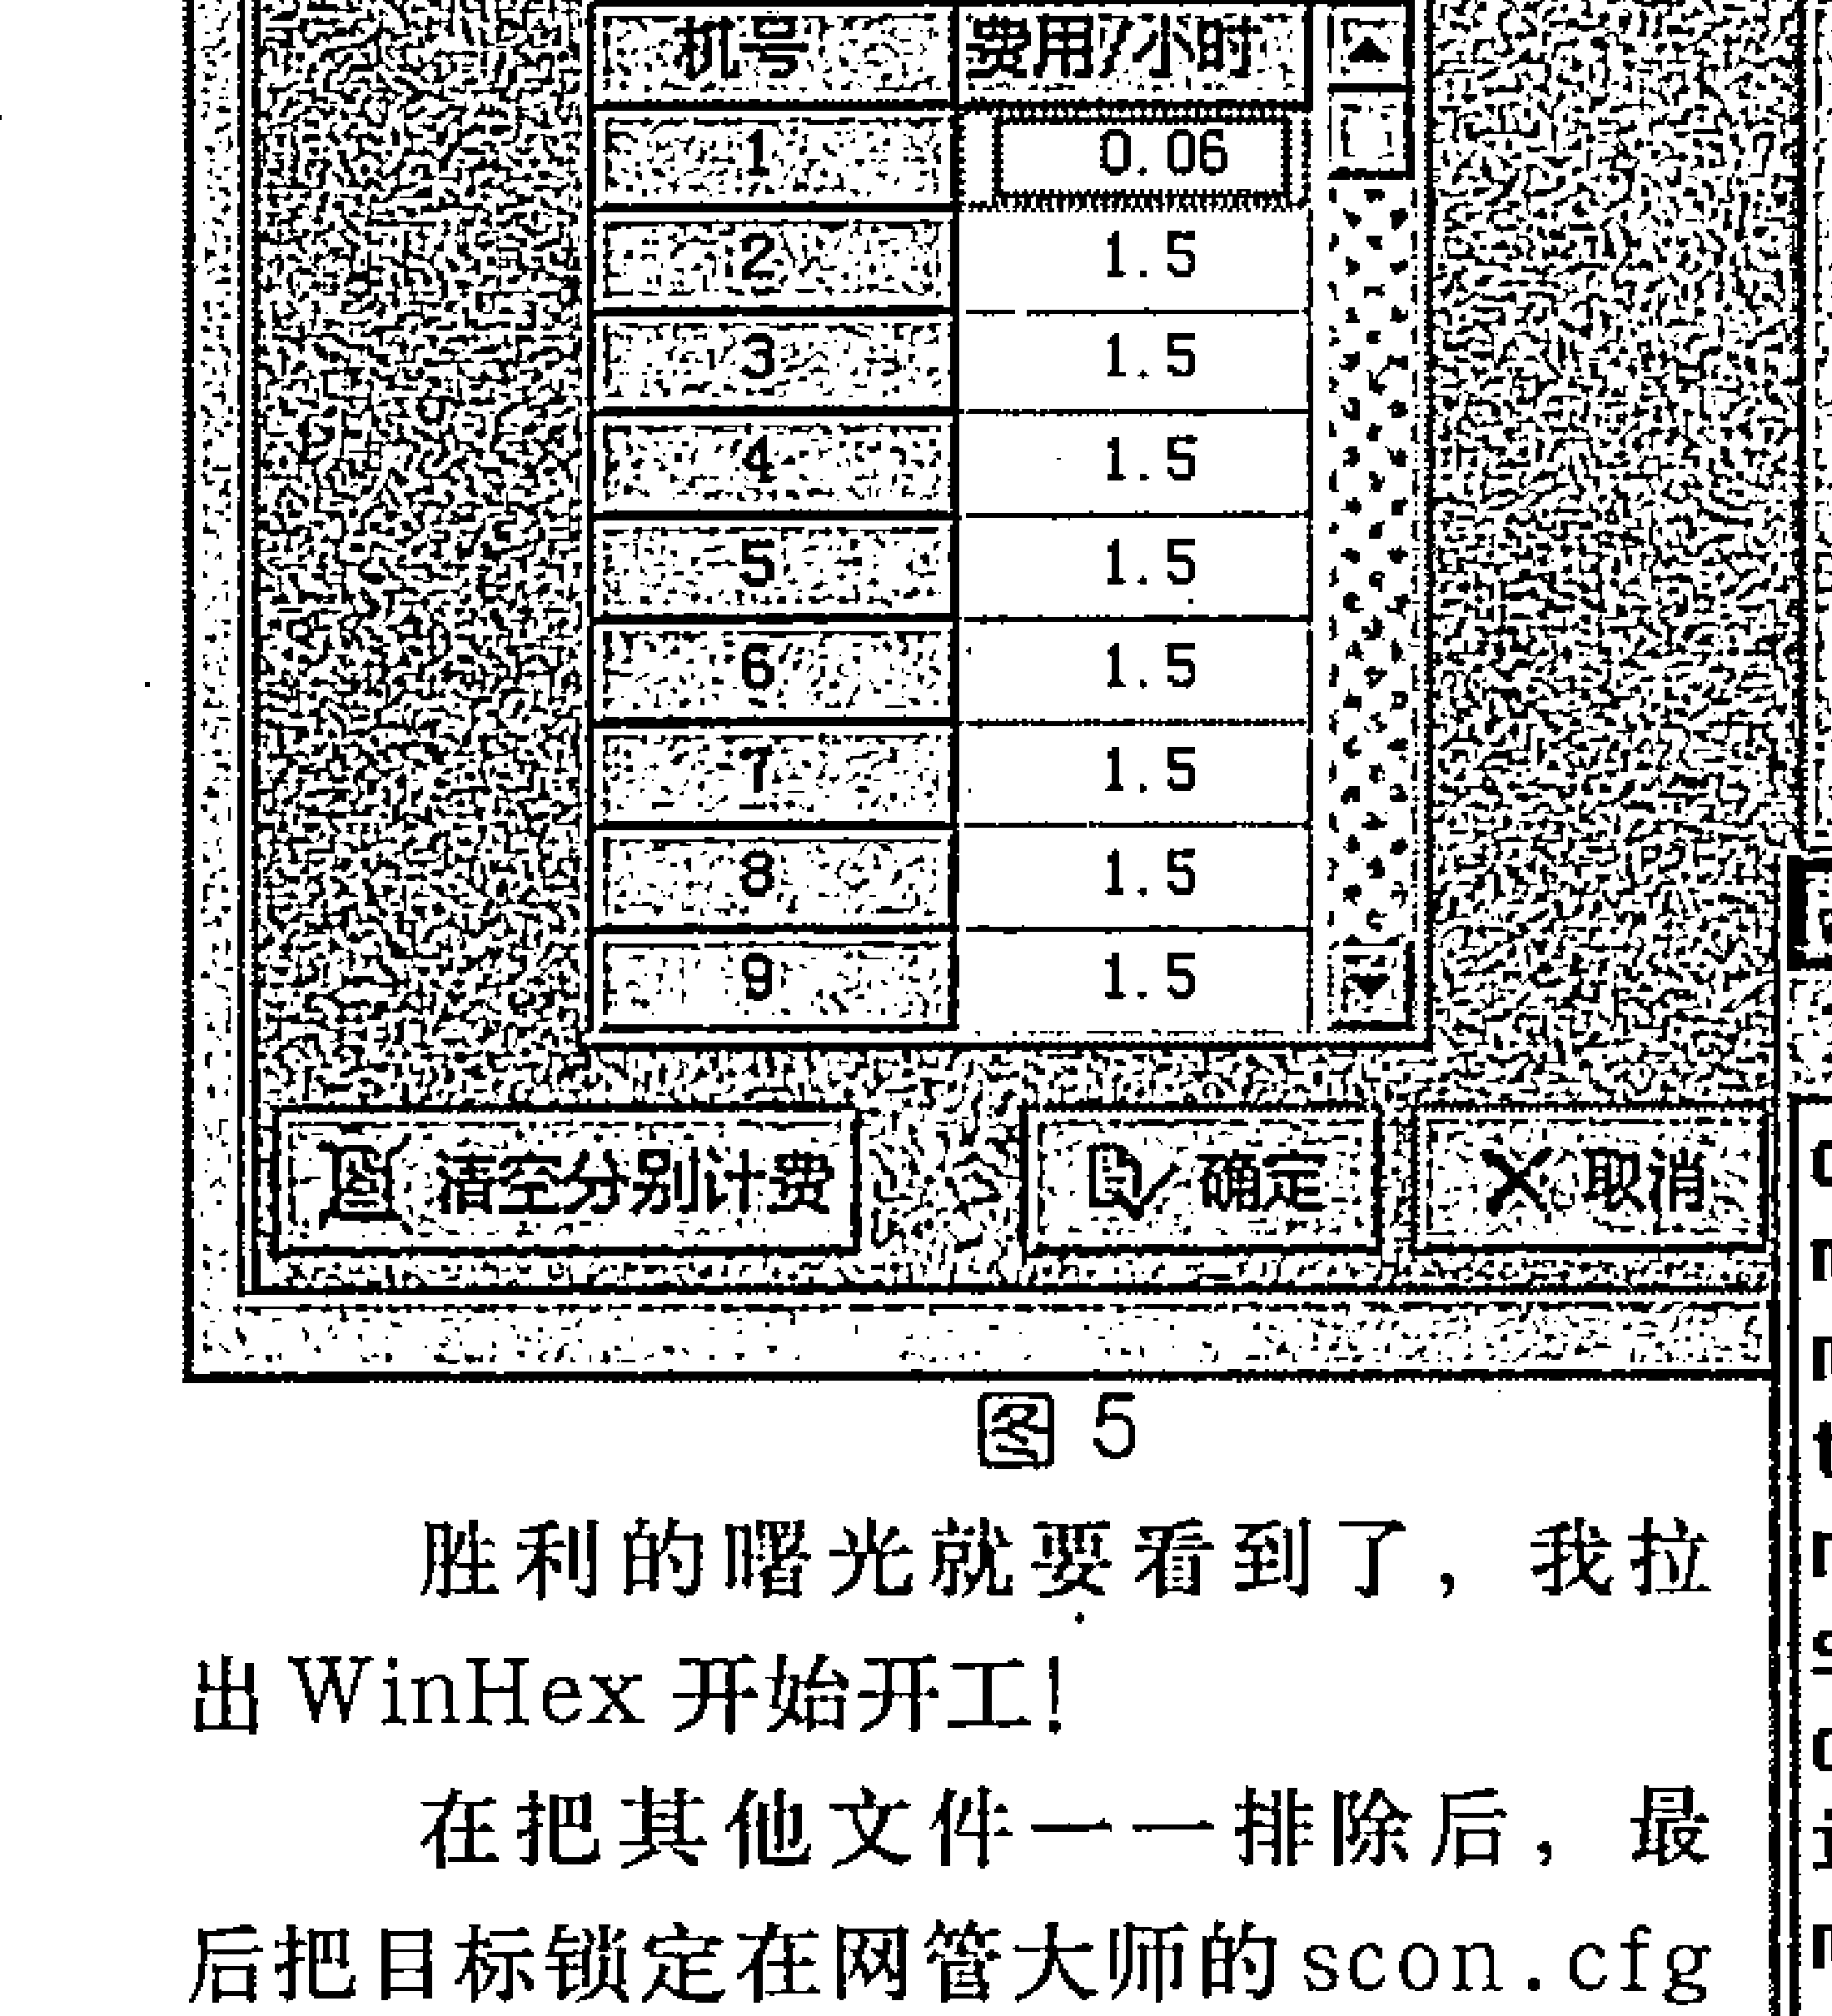 机号 费用/小时
1 0.06
2 1.5
3 1.5
4 1.5
5 1.5
6 1.5
7 1.5
8 1.5
9 1.5
清空分别计费 确定 取消
图 5
胜利的曙光就要看到了，我拉
出 WinHex 开始开工！
在把其他文件一一排除后，最
后把目标锁定在网管大师的 scon.cfg